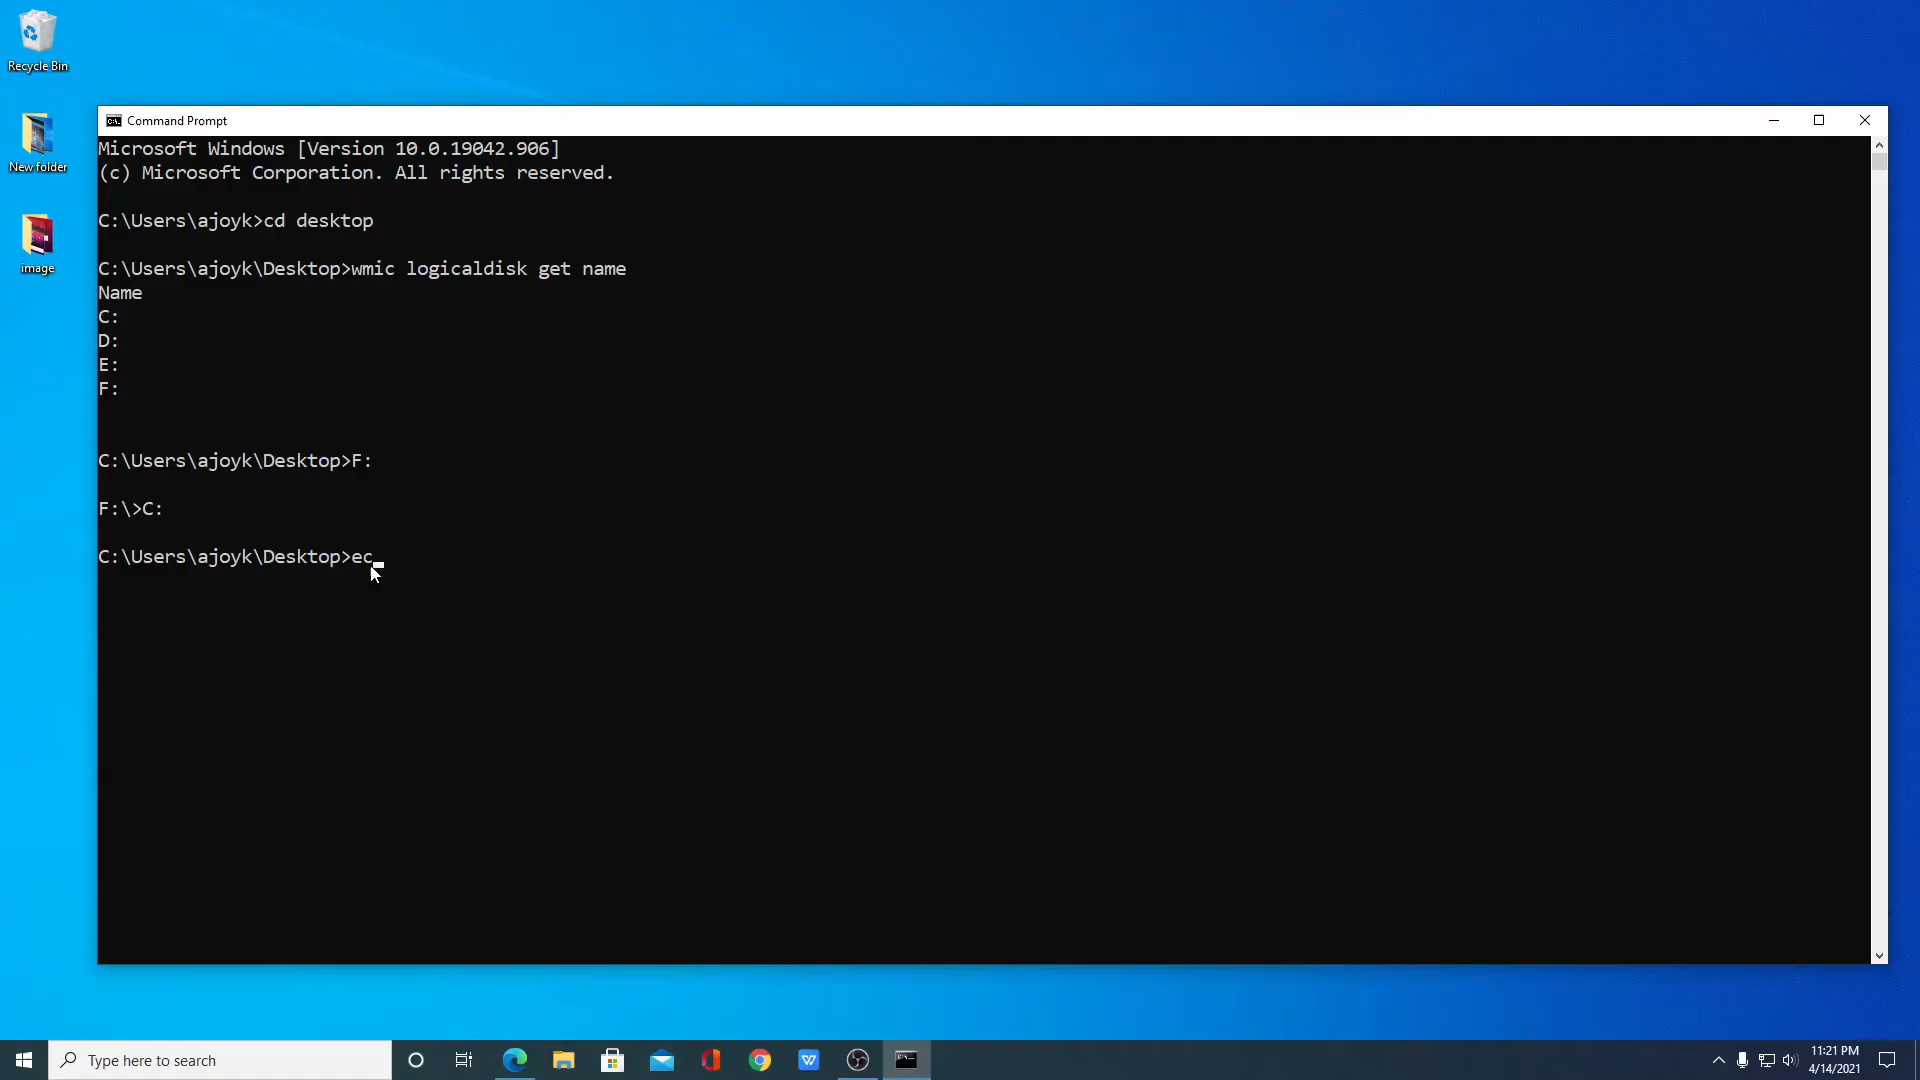 Recycle Bin
New folder
image
Command Prompt
Microsoft Windows [Version 10.0.19042.906]
(c) Microsoft Corporation. All rights reserved.
C:\Users\ajoyk>cd desktop
C:\Users\ajoyk\Desktop>wmic logicaldisk get name
Name
C:
D:
E:
F:
C:\Users\ajoyk\Desktop>F:
F:\>C:
C:\Users\ajoyk\Desktop>ec
Type here to search
11:21 PM
4/14/2021